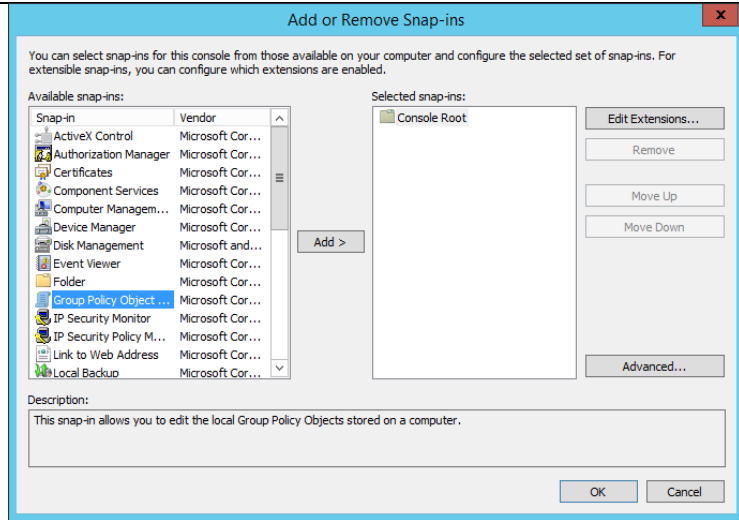 Add or Remove Snap-ins
x
You can select snap-ins for this console from those available on your computer and configure the selected set of snap-ins. For
extensible snap-ins, you can configure which extensions are enabled.
Available snap-ins:
Snap-in Vendor
ActiveX Control Microsoft Cor...
Authorization Manager Microsoft Cor...
Certificates Microsoft Cor...
Component Services Microsoft Cor...
Computer Managem... Microsoft Cor...
Device Manager Microsoft Cor...
Disk Management Microsoft and...
Event Viewer Microsoft Cor...
Folder Microsoft Cor...
Group Policy Object ... Microsoft Cor...
IP Security Monitor Microsoft Cor...
IP Security Policy M... Microsoft Cor...
Link to Web Address Microsoft Cor...
Local Backup Microsoft Cor...
Add >
Selected snap-ins:
Console Root
Edit Extensions...
Remove
Move Up
Move Down
Advanced...
Description:
This snap-in allows you to edit the local Group Policy Objects stored on a computer.
OK
Cancel